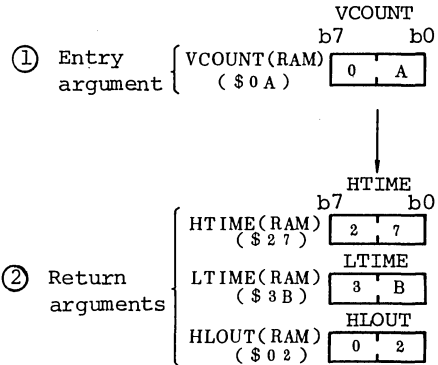 VCOUNT
b7 b0
① Entry argument
VCOUNT(RAM)
($0A)
0 A
HTIME
b7 b0
② Return arguments
HTIME(RAM)
($27)
2 7
LTIME
LTIME(RAM)
($3B)
3 B
HLOUT
HLOUT(RAM)
($02)
0 2